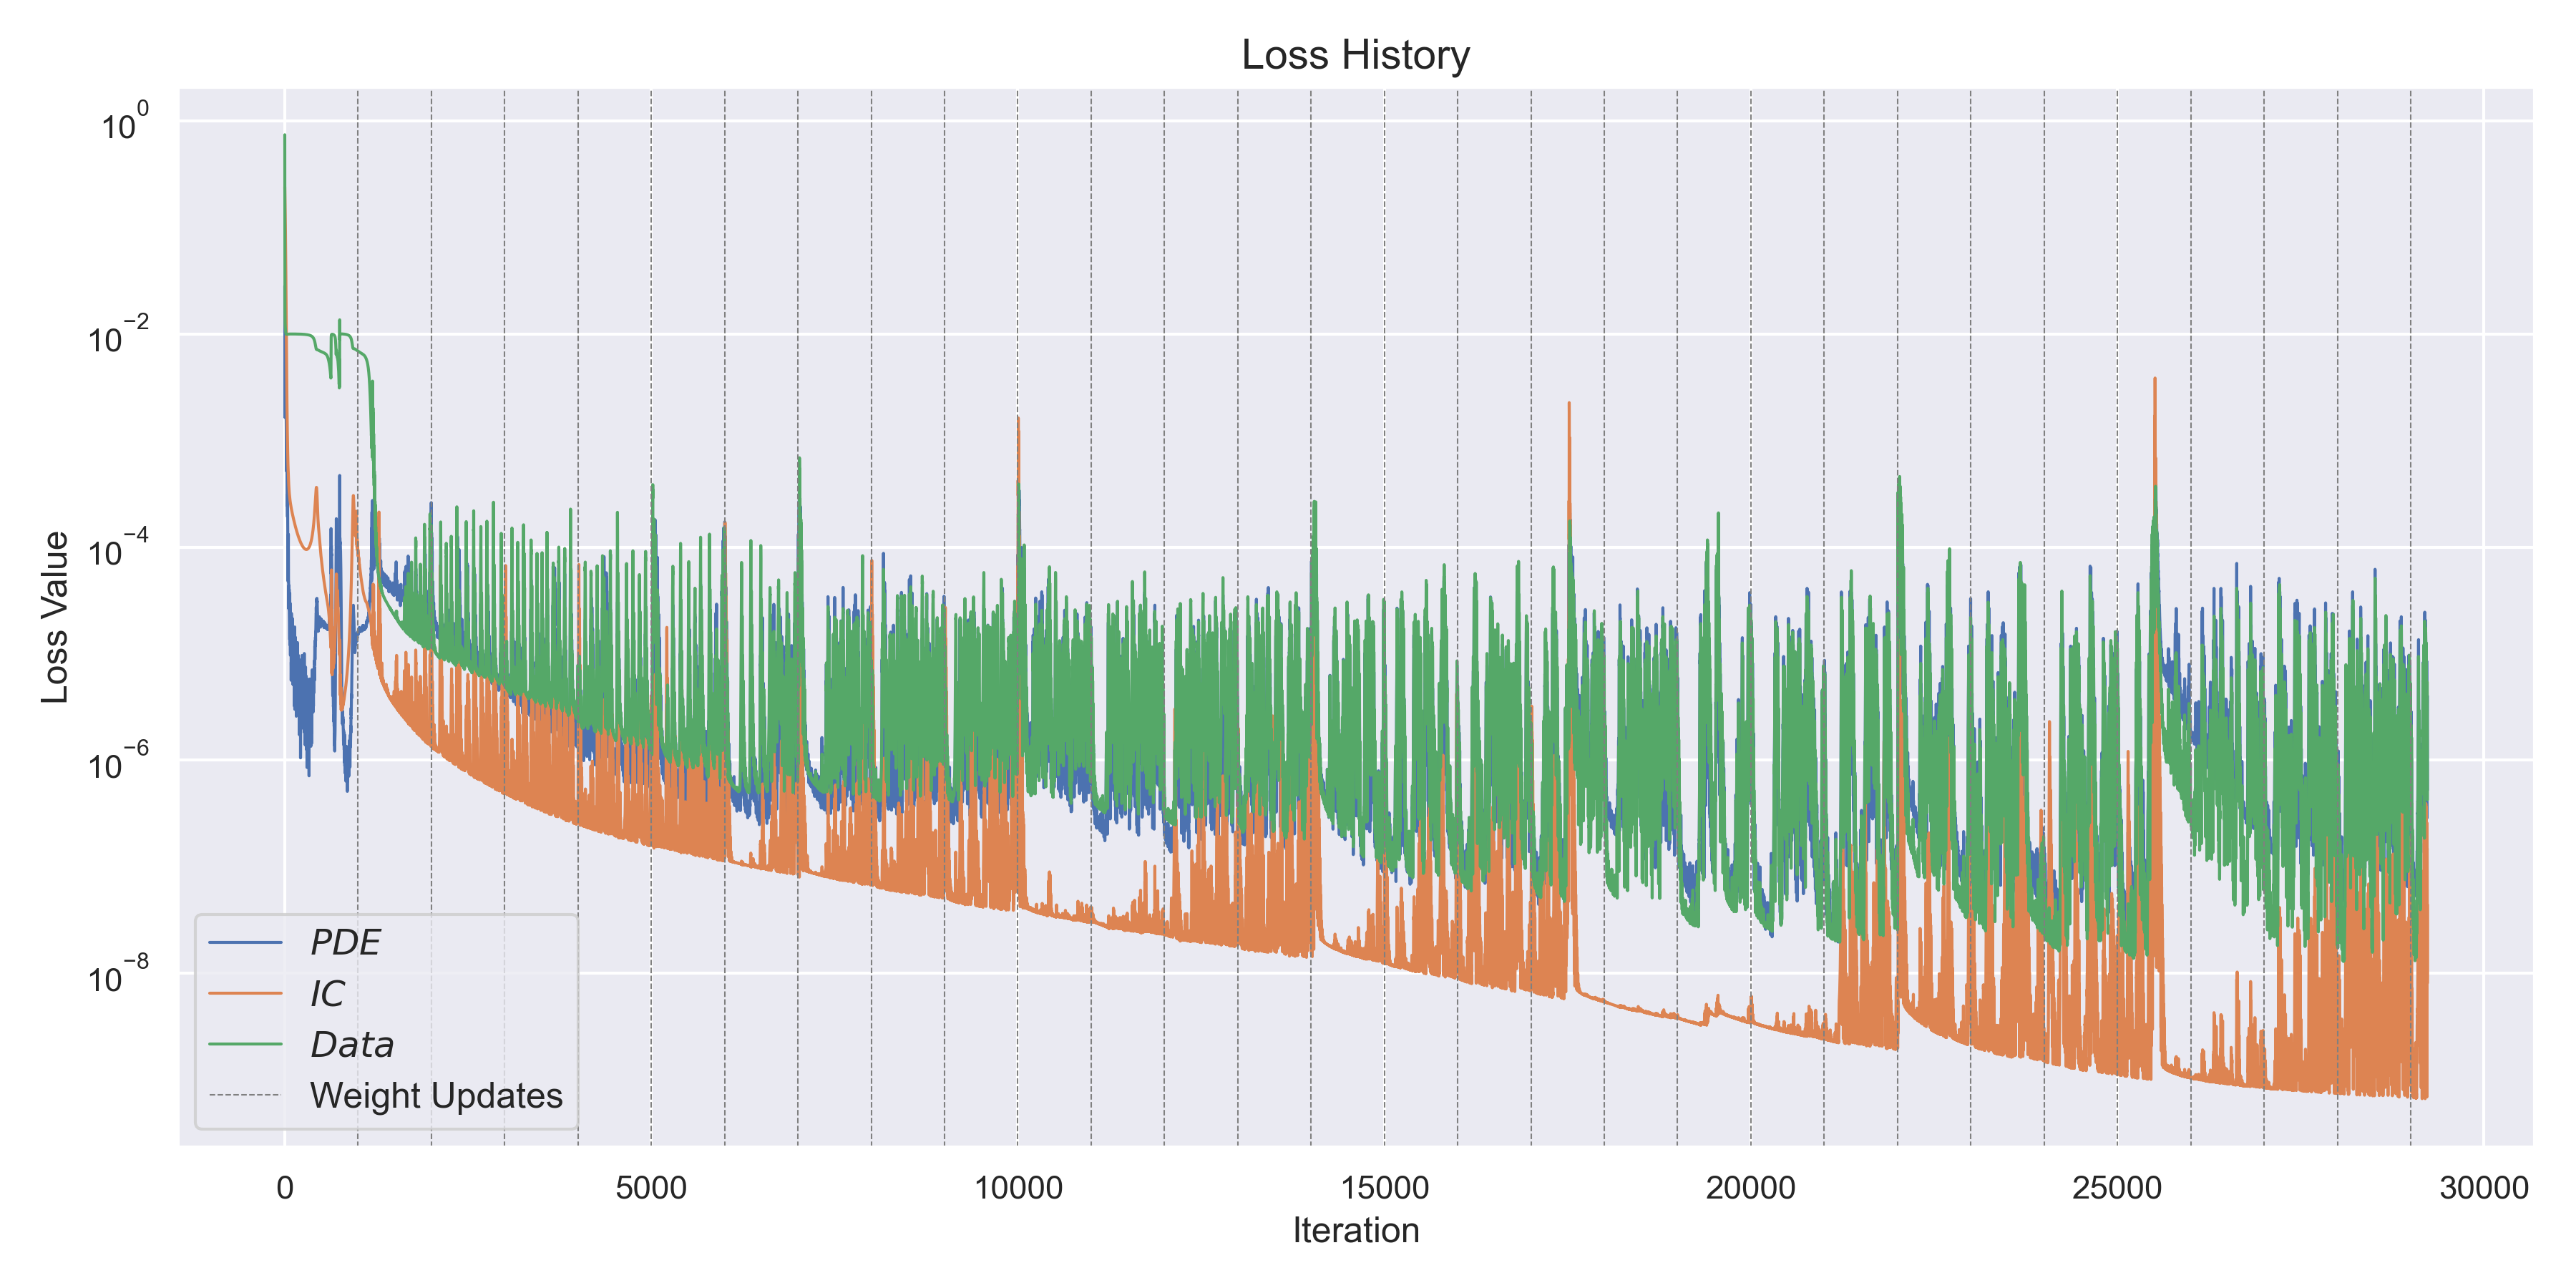 Loss History
Loss Value
10⁰
10⁻²
10⁻⁴
10⁻⁶
10⁻⁸
PDE
IC
Data
Weight Updates
0 5000 10000 15000 20000 25000 30000
Iteration